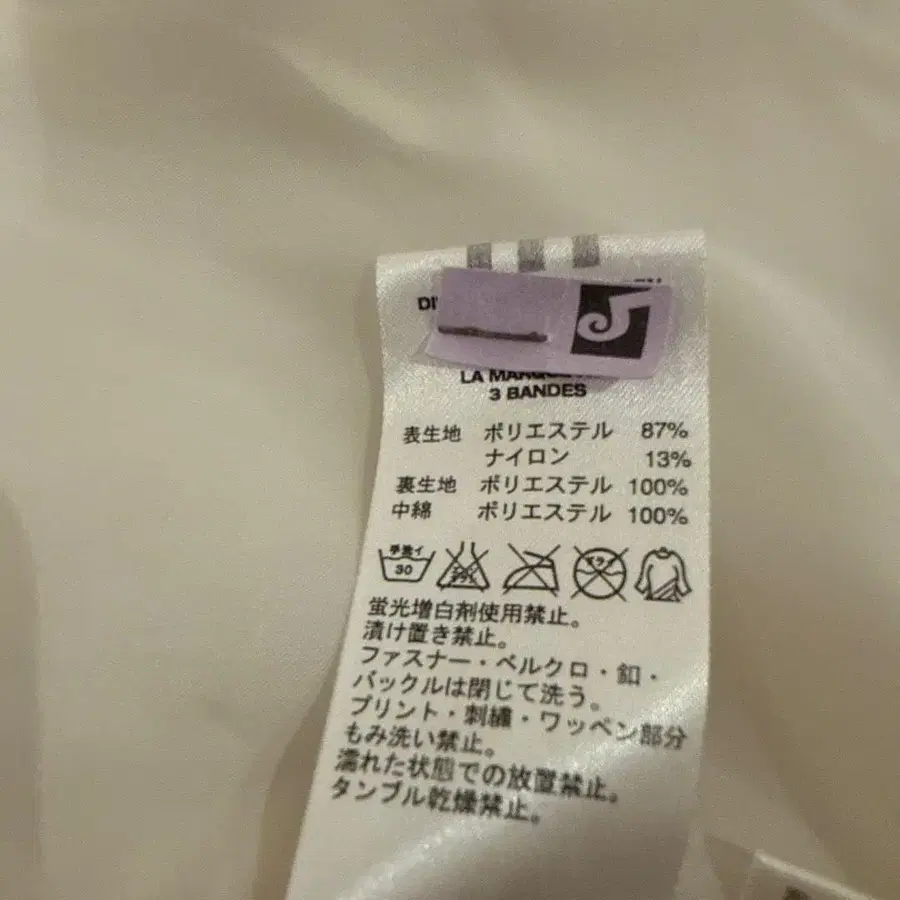 LA MARQUE
3 BANDES
表生地 ポリエステル 87%
ナイロン 13%
裏生地 ポリエステル 100%
中綿 ポリエステル 100%
手洗イ
30
蛍光増白剤使用禁止。
漬け置き禁止。
ファスナー・ベルクロ・釦・
バックルは閉じて洗う。
プリント・刺繍・ワッペン部分
もみ洗い禁止。
濡れた状態での放置禁止。
タンブル乾燥禁止。